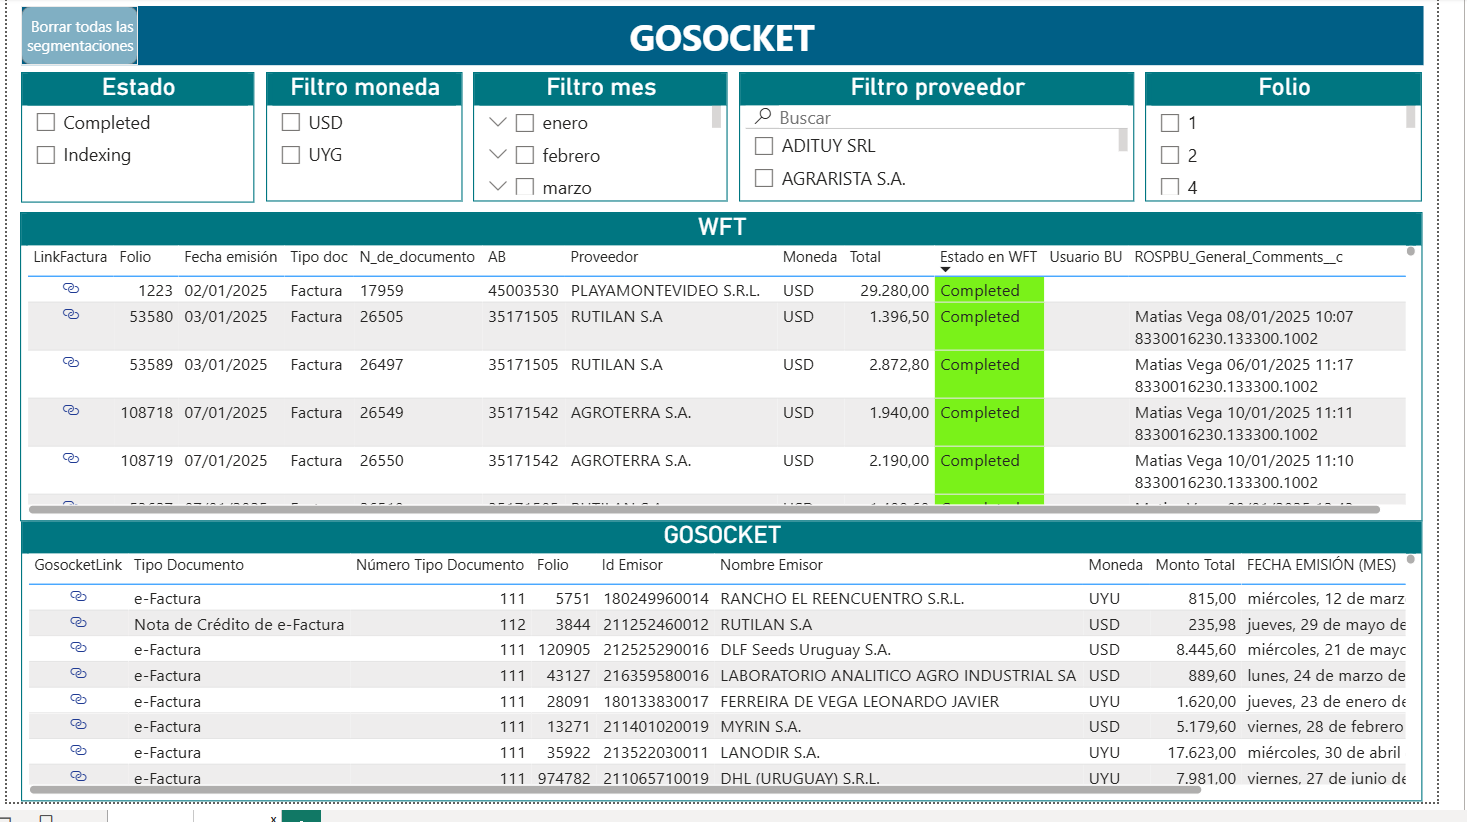 Borrar todas las
segmentaciones
GOSOCKET
Estado
Completed
Indexing
Filtro moneda
USD
UYG
Filtro mes
enero
febrero
marzo
Filtro proveedor
Buscar
ADITUY SRL
AGRARISTA S.A.
Folio
1
2
4
WFT
LinkFactura Folio Fecha emisión Tipo doc N_de_documento AB Proveedor Moneda Total Estado en WFT Usuario BU ROSPBU_General_Comments__c
1223 02/01/2025 Factura 17959 45003530 PLAYAMONTEVIDEO S.R.L. USD 29.280,00 Completed
53580 03/01/2025 Factura 26505 35171505 RUTILAN S.A USD 1.396,50 Completed Matias Vega 08/01/2025 10:07
8330016230.133300.1002
53589 03/01/2025 Factura 26497 35171505 RUTILAN S.A USD 2.872,80 Completed Matias Vega 06/01/2025 11:17
8330016230.133300.1002
108718 07/01/2025 Factura 26549 35171542 AGROTERRA S.A. USD 1.940,00 Completed Matias Vega 10/01/2025 11:11
8330016230.133300.1002
108719 07/01/2025 Factura 26550 35171542 AGROTERRA S.A. USD 2.190,00 Completed Matias Vega 10/01/2025 11:10
8330016230.133300.1002
GOSOCKET
GosocketLink Tipo Documento Número Tipo Documento Folio Id Emisor Nombre Emisor Moneda Monto Total FECHA EMISIÓN (MES)
e-Factura 111 5751 180249960014 RANCHO EL REENCUENTRO S.R.L. UYU 815,00 miércoles, 12 de marz
Nota de Crédito de e-Factura 112 3844 211252460012 RUTILAN S.A USD 235,98 jueves, 29 de mayo de
e-Factura 111 120905 212525290016 DLF Seeds Uruguay S.A. USD 8.445,60 miércoles, 21 de mayo
e-Factura 111 43127 216359580016 LABORATORIO ANALITICO AGRO INDUSTRIAL SA USD 889,60 lunes, 24 de marzo de
e-Factura 111 28091 180133830017 FERREIRA DE VEGA LEONARDO JAVIER UYU 1.620,00 jueves, 23 de enero de
e-Factura 111 13271 211401020019 MYRIN S.A. USD 5.179,60 viernes, 28 de febrero
e-Factura 111 35922 213522030011 LANODIR S.A. UYU 17.623,00 miércoles, 30 de abril
e-Factura 111 974782 211065710019 DHL (URUGUAY) S.R.L. UYU 7.981,00 viernes, 27 de junio de